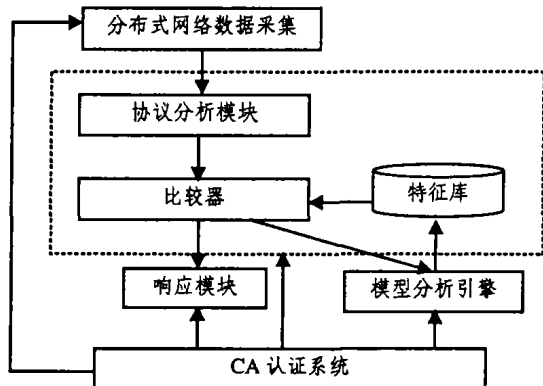 分布式网络数据采集
协议分析模块
比较器
特征库
响应模块
模型分析引擎
CA 认证系统